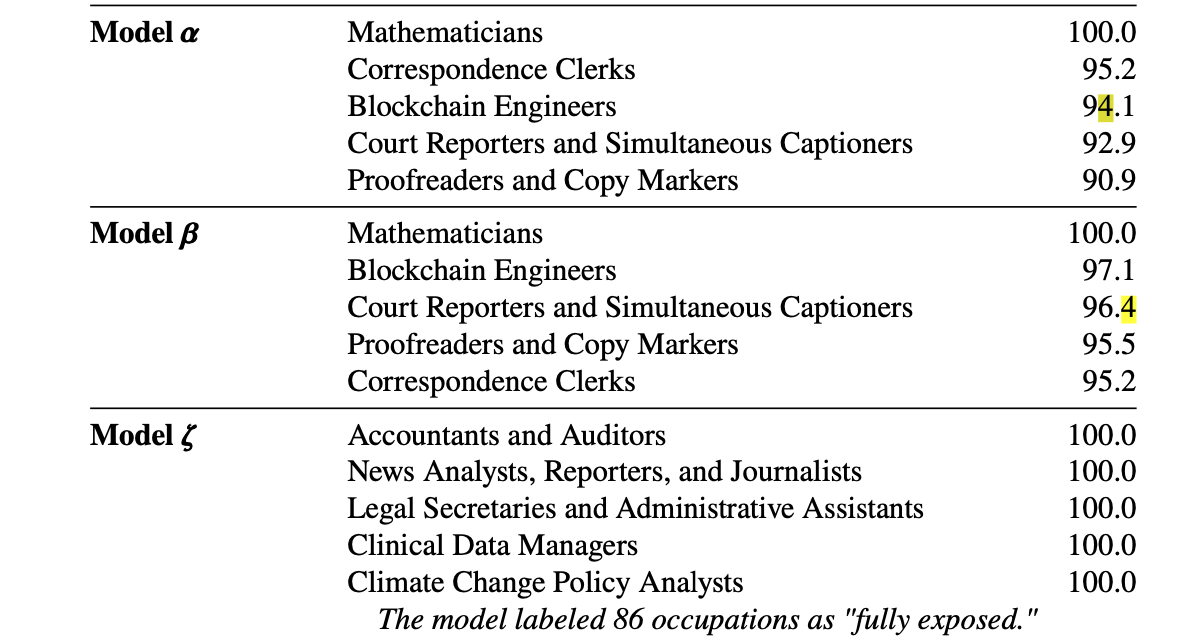 Model α Mathematicians 100.0
Correspondence Clerks 95.2
Blockchain Engineers 94.1
Court Reporters and Simultaneous Captioners 92.9
Proofreaders and Copy Markers 90.9
Model β Mathematicians 100.0
Blockchain Engineers 97.1
Court Reporters and Simultaneous Captioners 96.4
Proofreaders and Copy Markers 95.5
Correspondence Clerks 95.2
Model ζ Accountants and Auditors 100.0
News Analysts, Reporters, and Journalists 100.0
Legal Secretaries and Administrative Assistants 100.0
Clinical Data Managers 100.0
Climate Change Policy Analysts 100.0
The model labeled 86 occupations as "fully exposed."